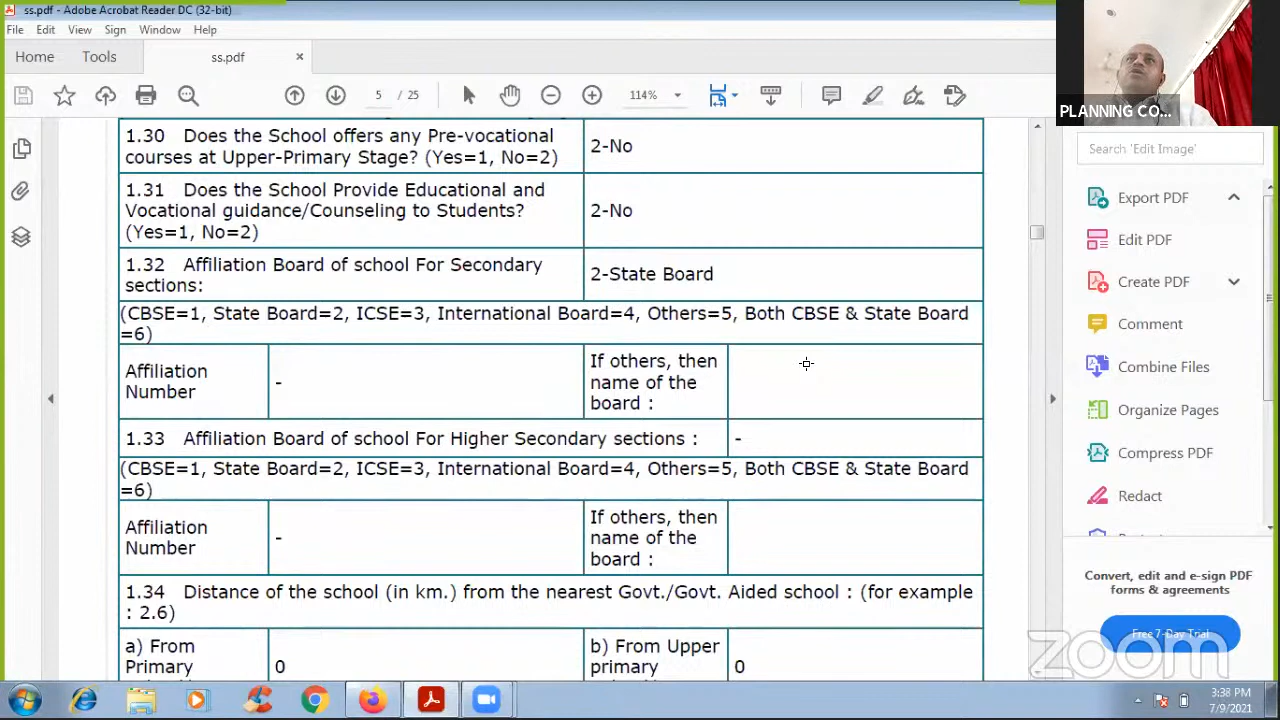 ss.pdf - Adobe Acrobat Reader DC (32-bit)
File Edit View Sign Window Help
Home Tools ss.pdf ×
5 / 25 114%
PLANNING CO...
1.30 Does the School offers any Pre-vocational
courses at Upper-Primary Stage? (Yes=1, No=2)
2-No
1.31 Does the School Provide Educational and
Vocational guidance/Counseling to Students?
(Yes=1, No=2)
2-No
1.32 Affiliation Board of school For Secondary
sections:
2-State Board
(CBSE=1, State Board=2, ICSE=3, International Board=4, Others=5, Both CBSE & State Board
=6)
Affiliation
Number
-
If others, then
name of the
board :
1.33 Affiliation Board of school For Higher Secondary sections :
-
(CBSE=1, State Board=2, ICSE=3, International Board=4, Others=5, Both CBSE & State Board
=6)
Affiliation
Number
-
If others, then
name of the
board :
1.34 Distance of the school (in km.) from the nearest Govt./Govt. Aided school : (for example
: 2.6)
a) From
Primary
0
b) From Upper
primary
0
Search 'Edit Image'
Export PDF
Edit PDF
Create PDF
Comment
Combine Files
Organize Pages
Compress PDF
Redact
Convert, edit and e-sign PDF
forms & agreements
Free 7-Day Trial
zoom
3:38 PM
7/9/2021